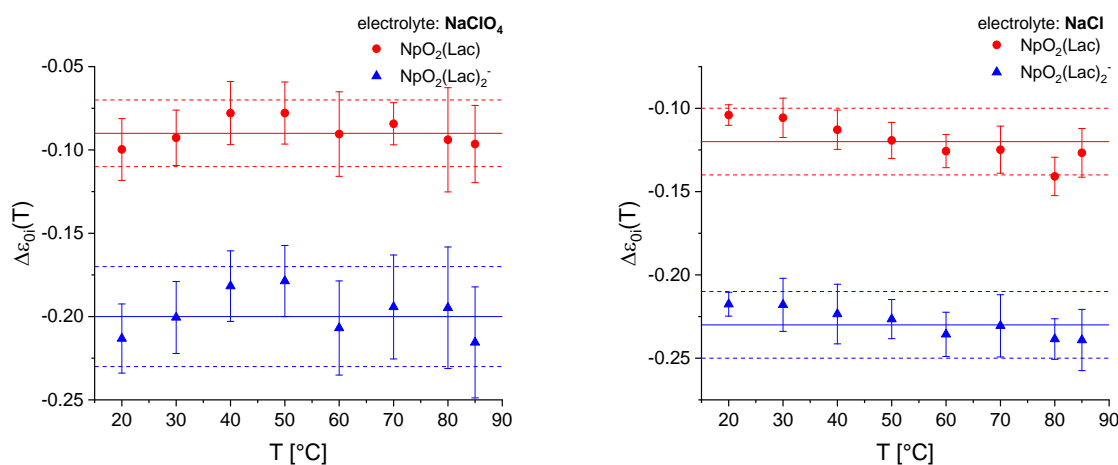 electrolyte: NaClO₄
NpO₂(Lac)
NpO₂(Lac)₂⁻
-0.05
-0.10
-0.15
-0.20
-0.25
Δε₀ᵢ(T)
20 30 40 50 60 70 80 90
T [°C]
electrolyte: NaCl
NpO₂(Lac)
NpO₂(Lac)₂⁻
-0.10
-0.15
-0.20
-0.25
Δε₀ᵢ(T)
20 30 40 50 60 70 80 90
T [°C]